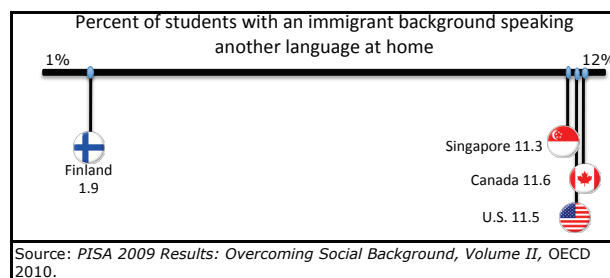 Percent of students with an immigrant background speaking
another language at home
1%
12%
Finland
1.9
Singapore 11.3
Canada 11.6
U.S. 11.5
Source: PISA 2009 Results: Overcoming Social Background, Volume II, OECD
2010.